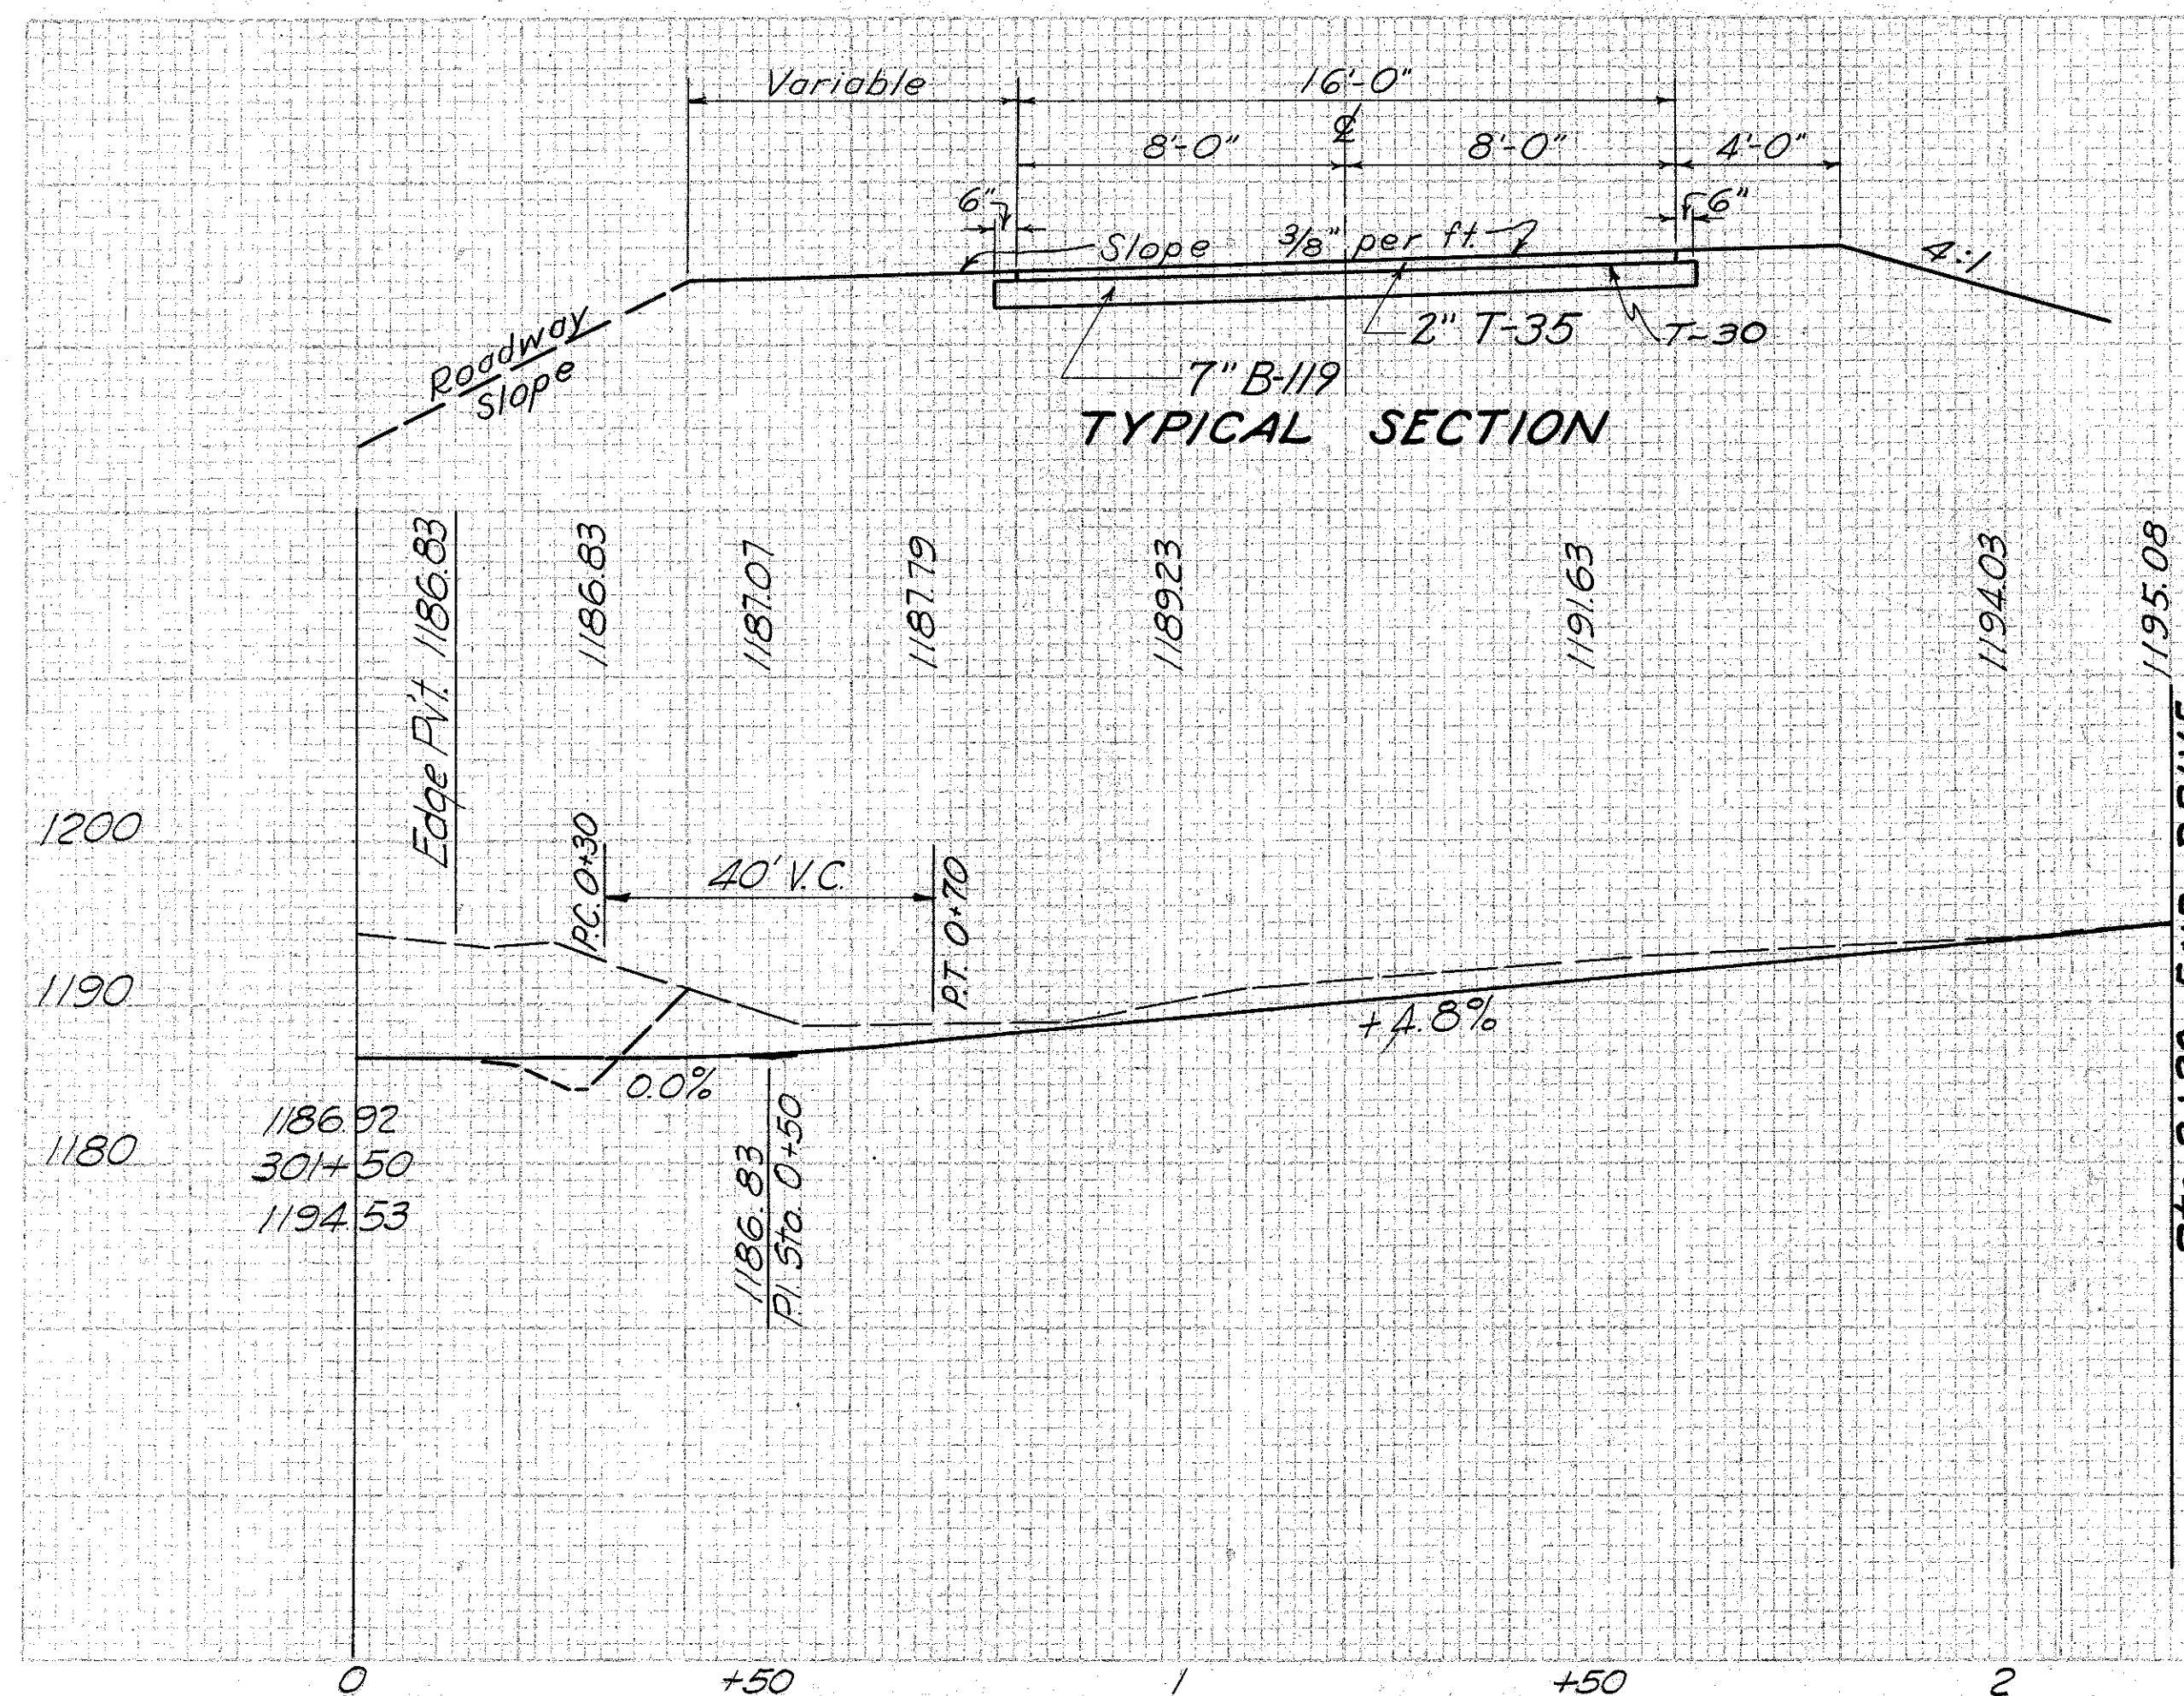 Variable
16'-0"
℄
8'-0"
8'-0"
4'-0"
6"
6"
Slope 3/8" per ft.
4:1
Roadway
Slope
2" T-35
T-30
7" B-119
TYPICAL SECTION
Edge Pv't. 1186.83
1186.83
1187.07
1187.79
1189.23
1191.63
1194.03
1195.08
1200
P.C. 0+30
40' V.C.
P.T. 0+70
1190
+4.8%
0.0%
1180
1186.92
301+50
1194.53
1186.83
P.I. Sta. 0+50
0
+50
1
+50
2